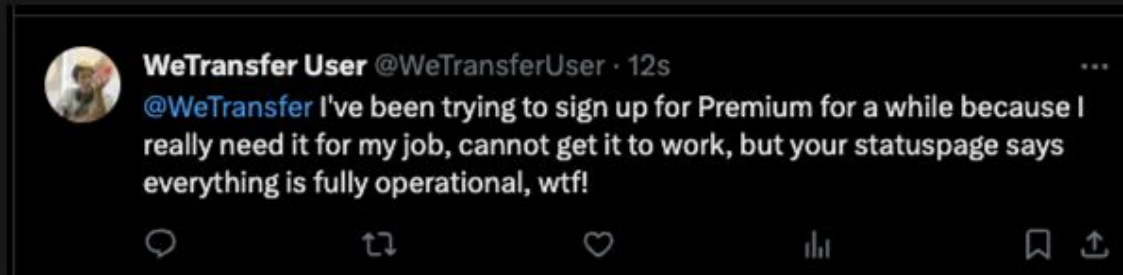 WeTransfer User @WeTransferUser · 12s
@WeTransfer I've been trying to sign up for Premium for a while because I
really need it for my job, cannot get it to work, but your statuspage says
everything is fully operational, wtf!